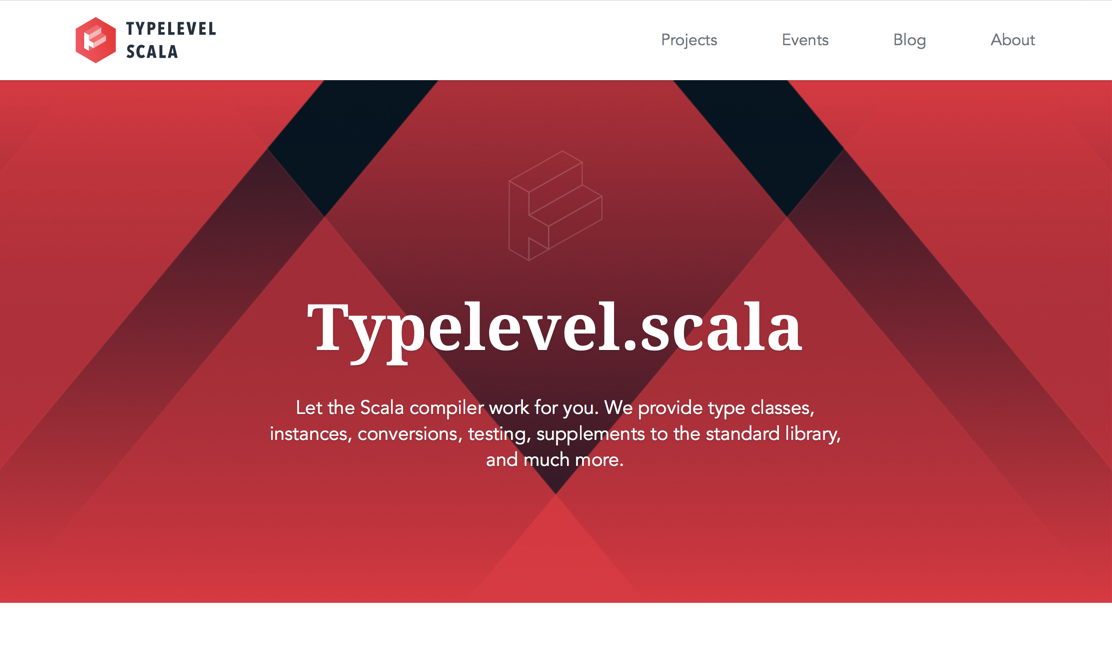 TYPELEVEL
SCALA
Projects Events Blog About
Typelevel.scala
Let the Scala compiler work for you. We provide type classes,
instances, conversions, testing, supplements to the standard library,
and much more.